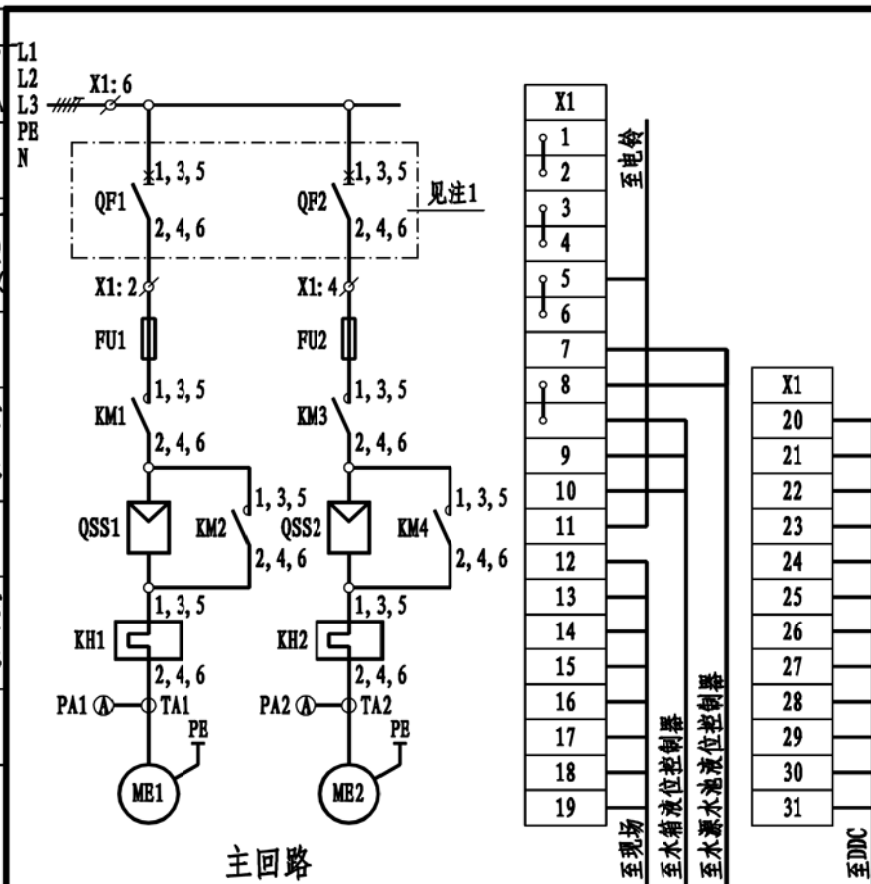 L1
L2
L3
PE
N
X1:6
QF1
1,3,5
2,4,6
QF2
1,3,5
2,4,6
见注1
X1:2
X1:4
FU1
FU2
KM1
1,3,5
2,4,6
KM3
1,3,5
2,4,6
QSS1
KM2
1,3,5
2,4,6
QSS2
KM4
1,3,5
2,4,6
KH1
1,3,5
2,4,6
KH2
1,3,5
2,4,6
PA1
A
TA1
PA2
A
TA2
PE
PE
ME1
ME2
主回路
X1
1
2
3
4
5
6
7
8
9
10
11
12
13
14
15
16
17
18
19
至电铃
至现场
至水箱液位控制器
至水源水池液位控制器
X1
20
21
22
23
24
25
26
27
28
29
30
31
至DDC